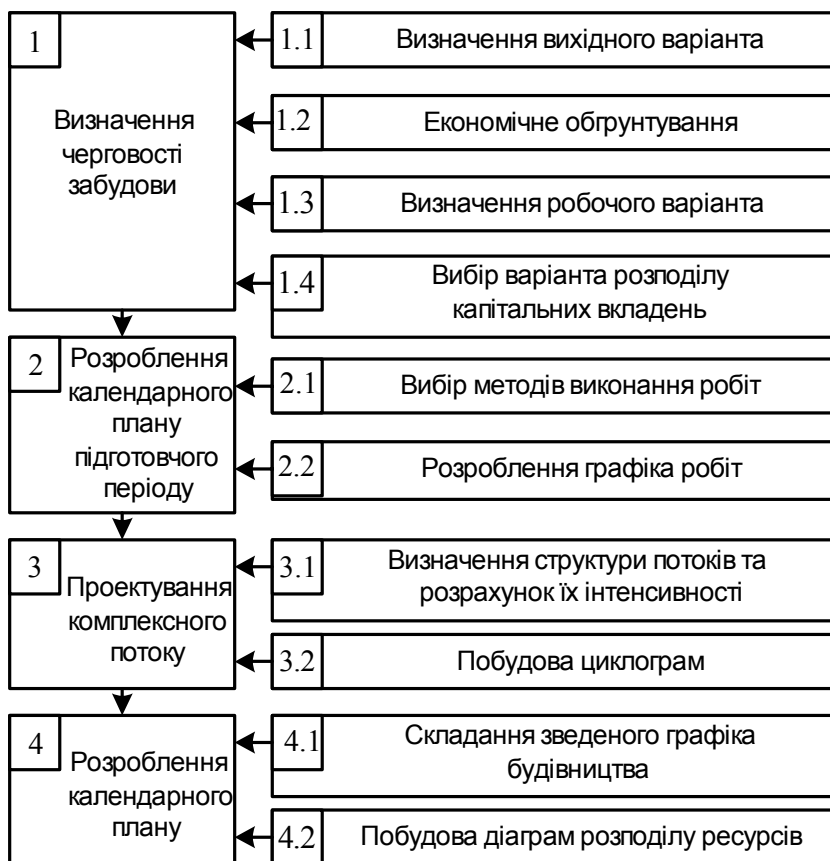 1
Визначення
черговості
забудови
1.1
Визначення вихідного варіанта
1.2
Економічне обгрунтування
1.3
Визначення робочого варіанта
1.4
Вибір варіанта розподілу
капітальних вкладень
2
Розроблення
календарного
плану
підготовчого
періоду
2.1
Вибір методів виконання робіт
2.2
Розроблення графіка робіт
3
Проектування
комплексного
потоку
3.1
Визначення структури потоків та
розрахунок їх інтенсивності
3.2
Побудова циклограм
4
Розроблення
календарного
плану
4.1
Складання зведеного графіка
будівництва
4.2
Побудова діаграм розподілу ресурсів